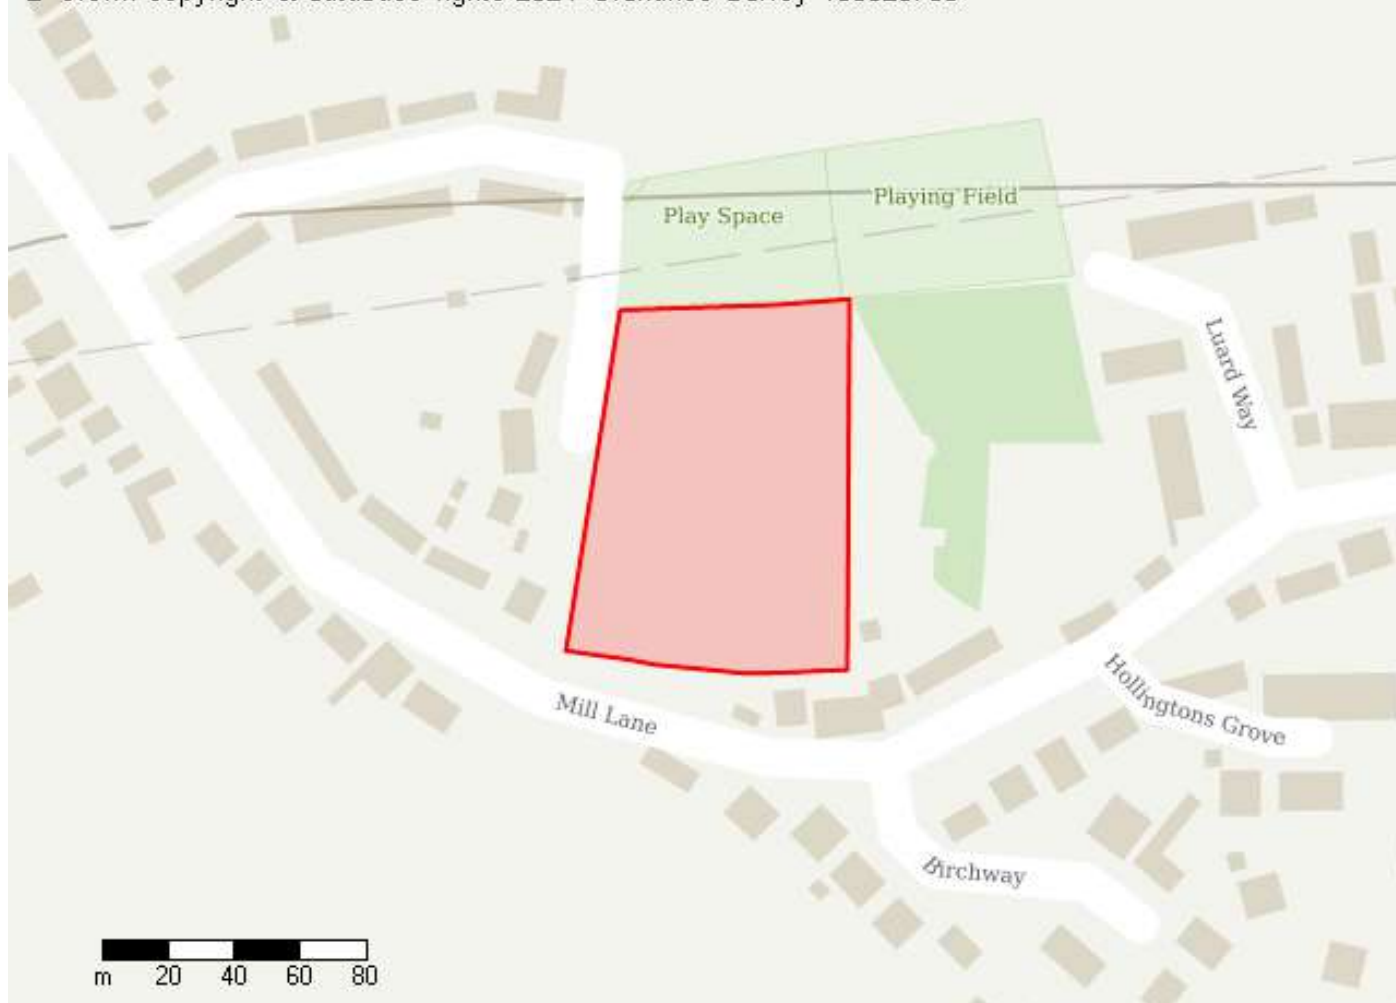 Play Space
Playing Field
Luard Way
Mill Lane
Hollingtons Grove
Birchway
m 20 40 60 80